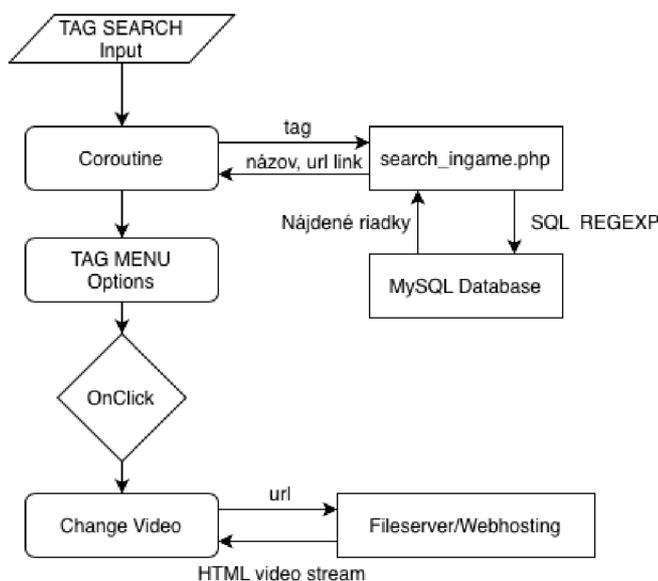 TAG SEARCH
Input
tag
Coroutine
search_ingame.php
názov, url link
Nájdené riadky
SQL REGEXP
TAG MENU
Options
MySQL Database
OnClick
url
Change Video
Fileserver/Webhosting
HTML video stream